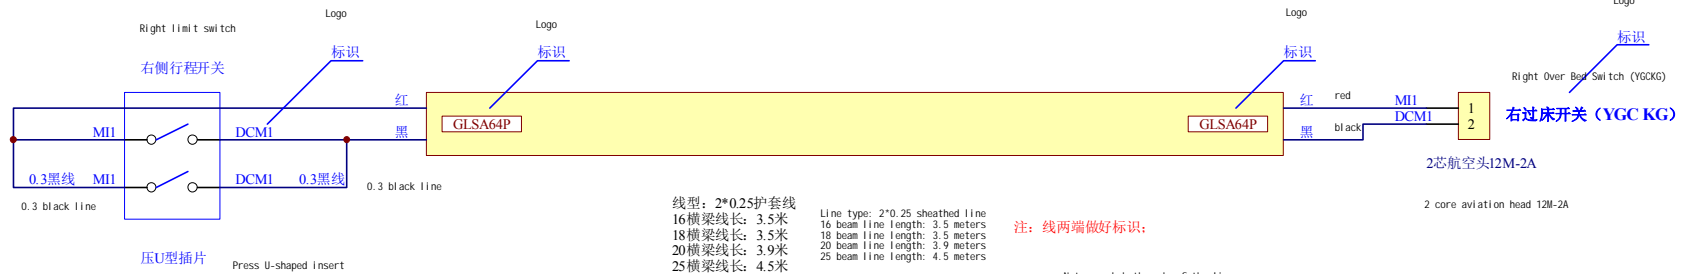 Logo
Logo
Logo
Logo
Right limit switch
标识
标识
标识
标识
右侧行程开关
Right Over Bed Switch (YGCKG)
红
红
red
MI1
1
GLSA64P
GLSA64P
右过床开关（YGC KG）
MI1
DCM1
黑
黑
black
DCM1
2
2芯航空头12M-2A
0.3黑线
MI1
DCM1
0.3黑线
0.3 black line
0.3 black line
2 core aviation head 12M-2A
线型：2*0.25护套线
16横梁线长：3.5米
18横梁线长：3.5米
20横梁线长：3.9米
25横梁线长：4.5米
Line type: 2*0.25 sheathed line
16 beam line length: 3.5 meters
18 beam line length: 3.5 meters
20 beam line length: 3.9 meters
25 beam line length: 4.5 meters
注：线两端做好标识；
压U型插片
Press U-shaped insert